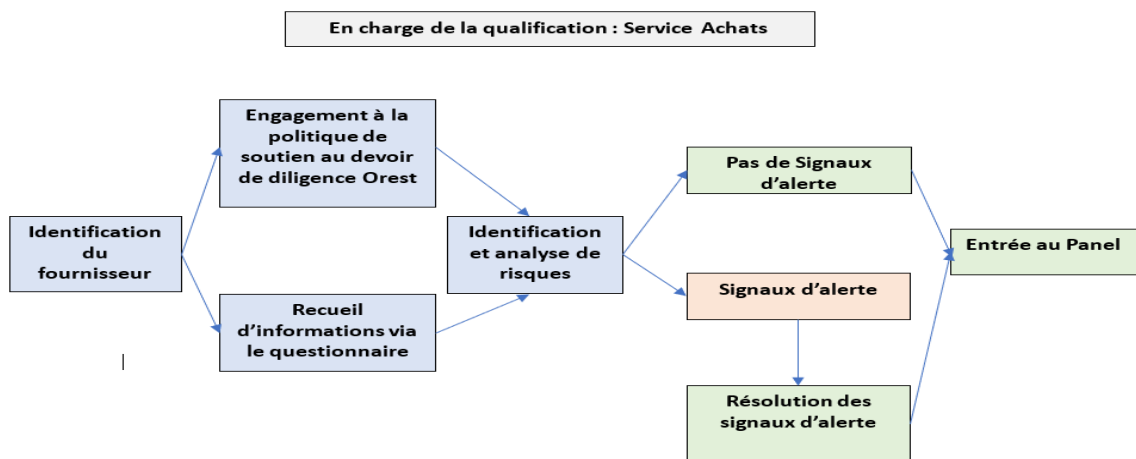 En charge de la qualification : Service Achats
Engagement à la
politique de
soutien au devoir
de diligence Orest
Identification
du
fournisseur
Recueil
d’informations via
le questionnaire
Identification
et analyse de
risques
Pas de Signaux
d’alerte
Signaux d’alerte
Résolution des
signaux d’alerte
Entrée au Panel